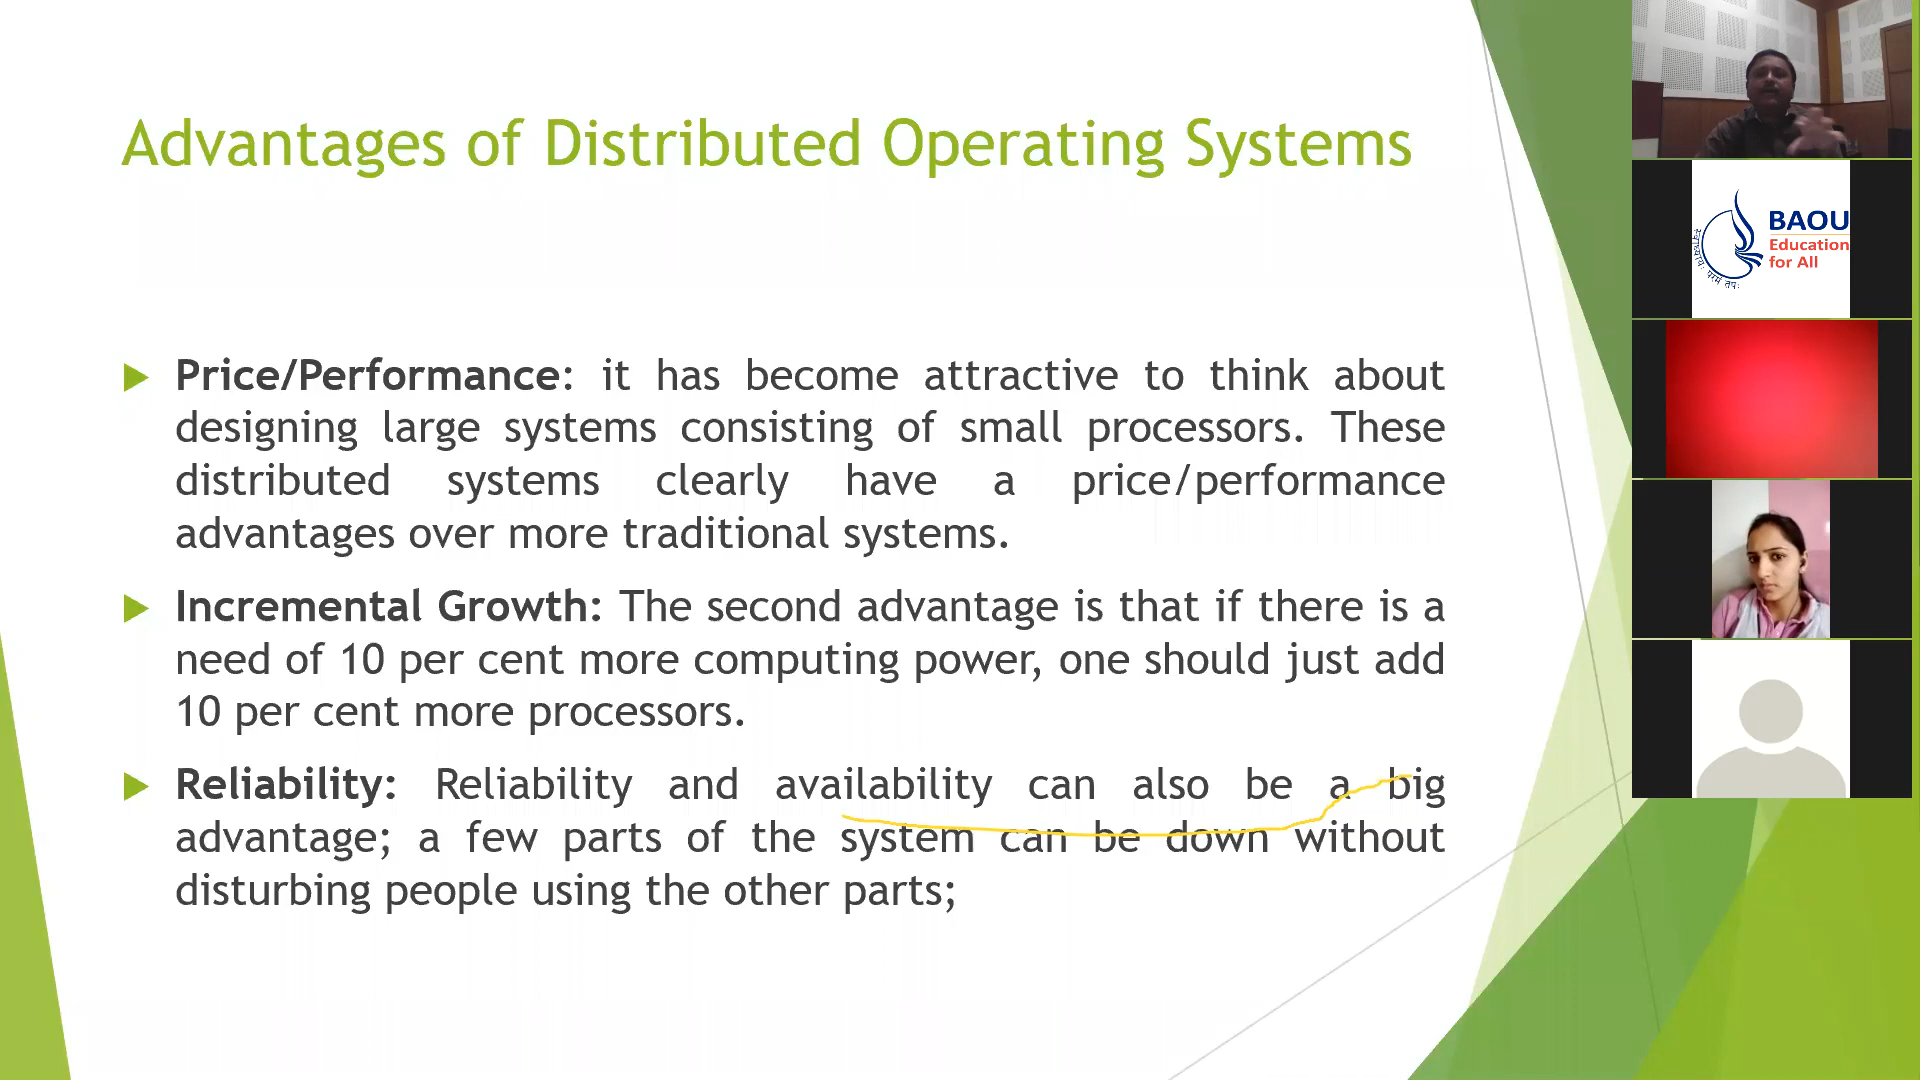 Advantages of Distributed Operating Systems
Price/Performance: it has become attractive to think about
designing large systems consisting of small processors. These
distributed systems clearly have a price/performance
advantages over more traditional systems.
Incremental Growth: The second advantage is that if there is a
need of 10 per cent more computing power, one should just add
10 per cent more processors.
Reliability: Reliability and availability can also be a big
advantage; a few parts of the system can be down without
disturbing people using the other parts;
BAOU
Education
for All
परमं तपः